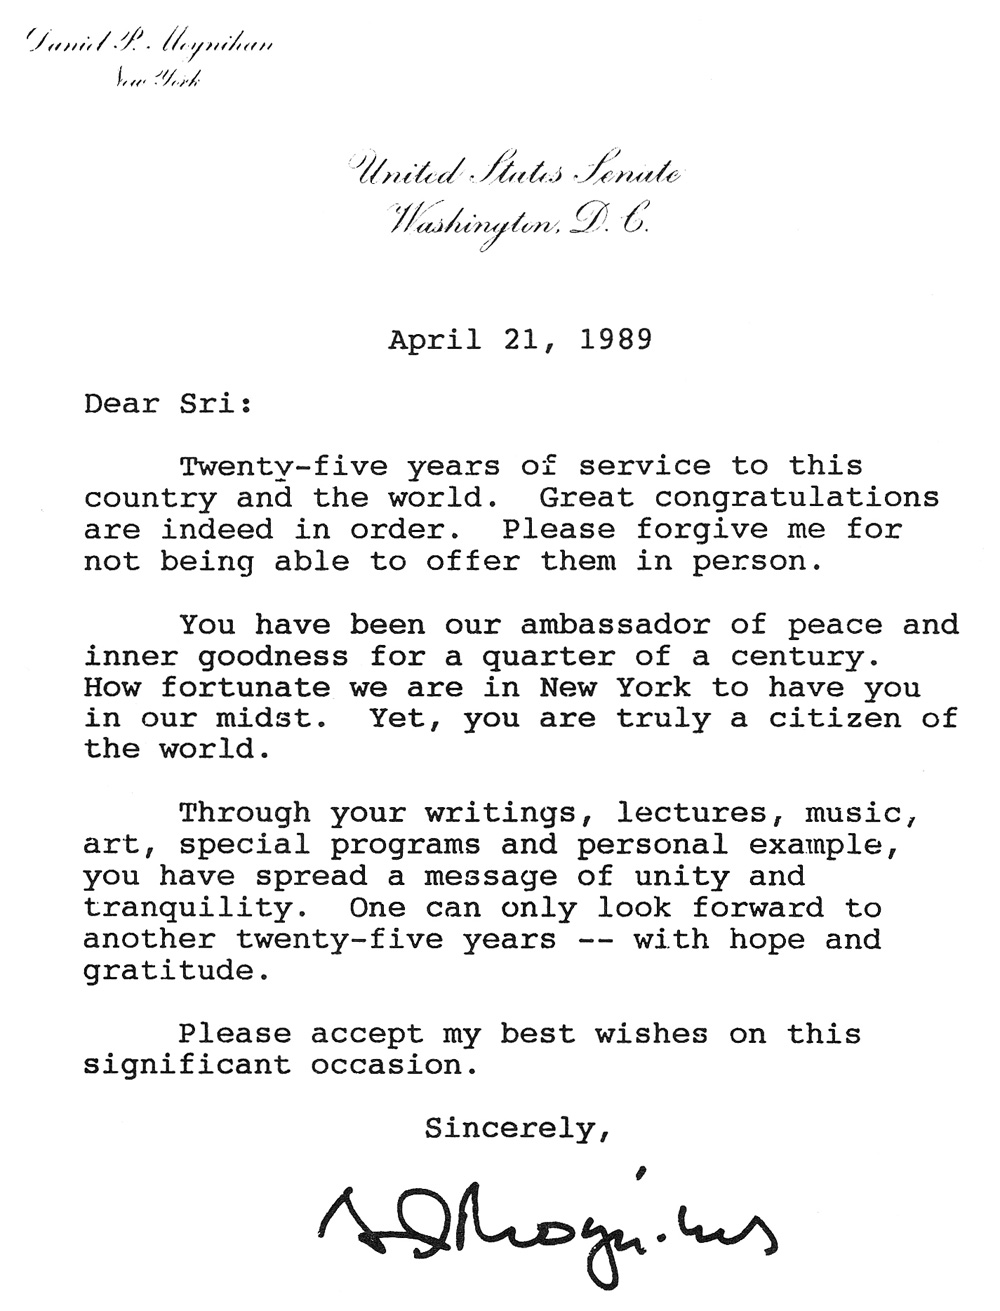 Daniel P. Moynihan
New York
United States Senate
Washington, D. C.
April 21, 1989
Dear Sri:
Twenty-five years of service to this
country and the world.  Great congratulations
are indeed in order.  Please forgive me for
not being able to offer them in person.
You have been our ambassador of peace and
inner goodness for a quarter of a century.
How fortunate we are in New York to have you
in our midst.  Yet, you are truly a citizen of
the world.
Through your writings, lectures, music,
art, special programs and personal example,
you have spread a message of unity and
tranquility.  One can only look forward to
another twenty-five years -- with hope and
gratitude.
Please accept my best wishes on this
significant occasion.
Sincerely,